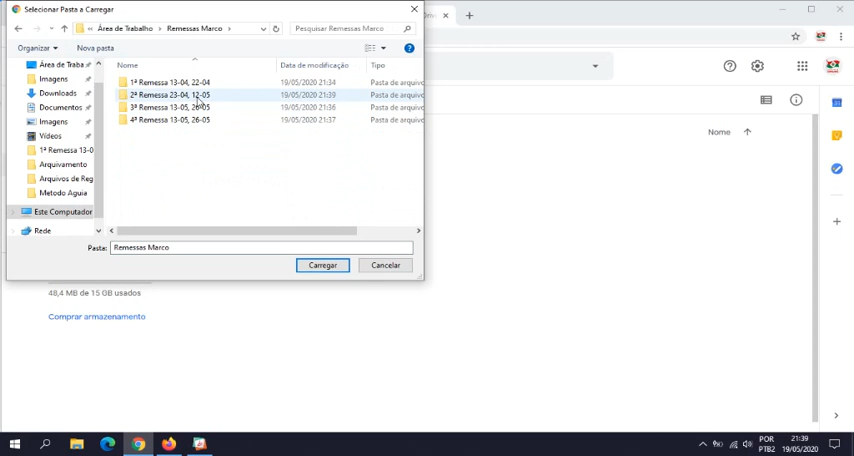 Selecionar Pasta a Carregar
« Área de Trabalho > Remessas Marco >
Pesquisar Remessas Marco
Organizar
Nova pasta
Nome
Data de modificação
Tipo
Área de Traba
Imagens
Downloads
Documentos
Imagens
Vídeos
1ª Remessa 13-0
Arquivamento
Arquivos de Reg
Metodo Aguia
Este Computador
Rede
1ª Remessa 13-04, 22-04 19/05/2020 21:34 Pasta de arquivo
2ª Remessa 23-04, 12-05 19/05/2020 21:39 Pasta de arquivo
3ª Remessa 13-05, 26-05 19/05/2020 21:36 Pasta de arquivo
4ª Remessa 13-05, 26-05 19/05/2020 21:37 Pasta de arquivo
Pasta: Remessas Marco
Carregar
Cancelar
Nome
48,4 MB de 15 GB usados
Comprar armazenamento
POR
PTB2
21:39
19/05/2020